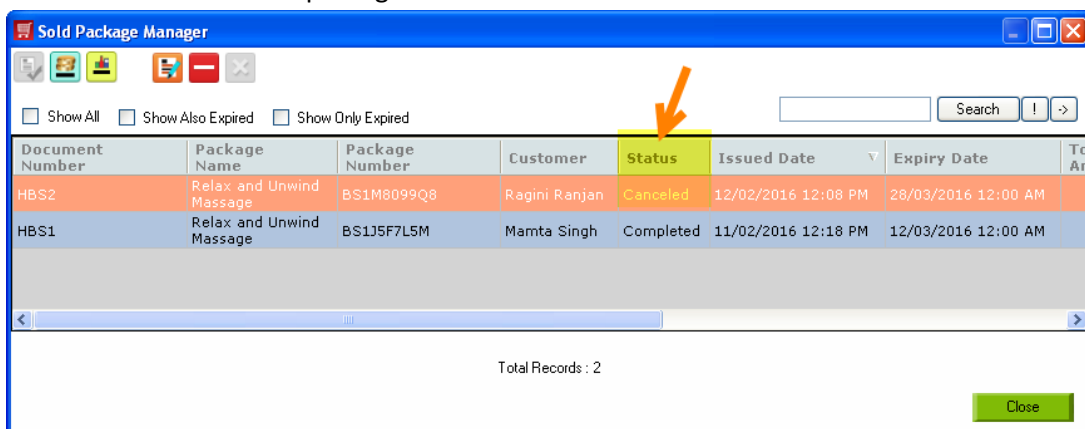 Sold Package Manager
Show All Show Also Expired Show Only Expired Search ! ->
Document Number Package Name Package Number Customer Status Issued Date Expiry Date
HBS2 Relax and Unwind Massage BS1M8099Q8 Ragini Ranjan Canceled 12/02/2016 12:08 PM 28/03/2016 12:00 AM
HBS1 Relax and Unwind Massage BS1J5F7L5M Mamta Singh Completed 11/02/2016 12:18 PM 12/03/2016 12:00 AM
Total Records : 2
Close